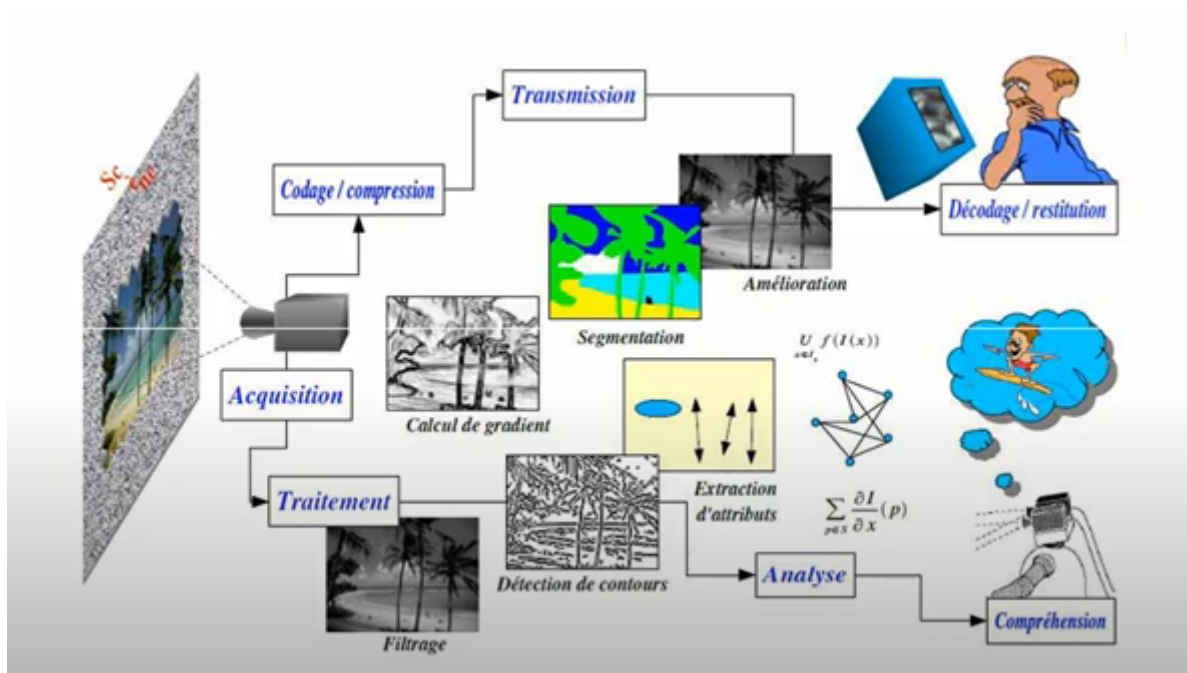 Scène
Transmission
Codage / compression
Décodage / restitution
Amélioration
Segmentation
Acquisition
Calcul de gradient
U f(I(x))
Extraction
d'attributs
∑ ∂I/∂x (p)
p∈S
Traitement
Détection de contours
Analyse
Filtrage
Compréhension